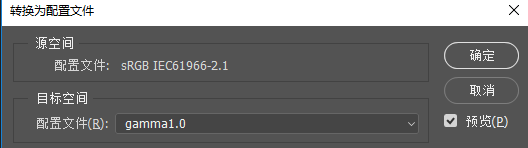 转换为配置文件
源空间
配置文件: sRGB IEC61966-2.1
确定
取消
目标空间
配置文件(R): gamma1.0
预览(P)